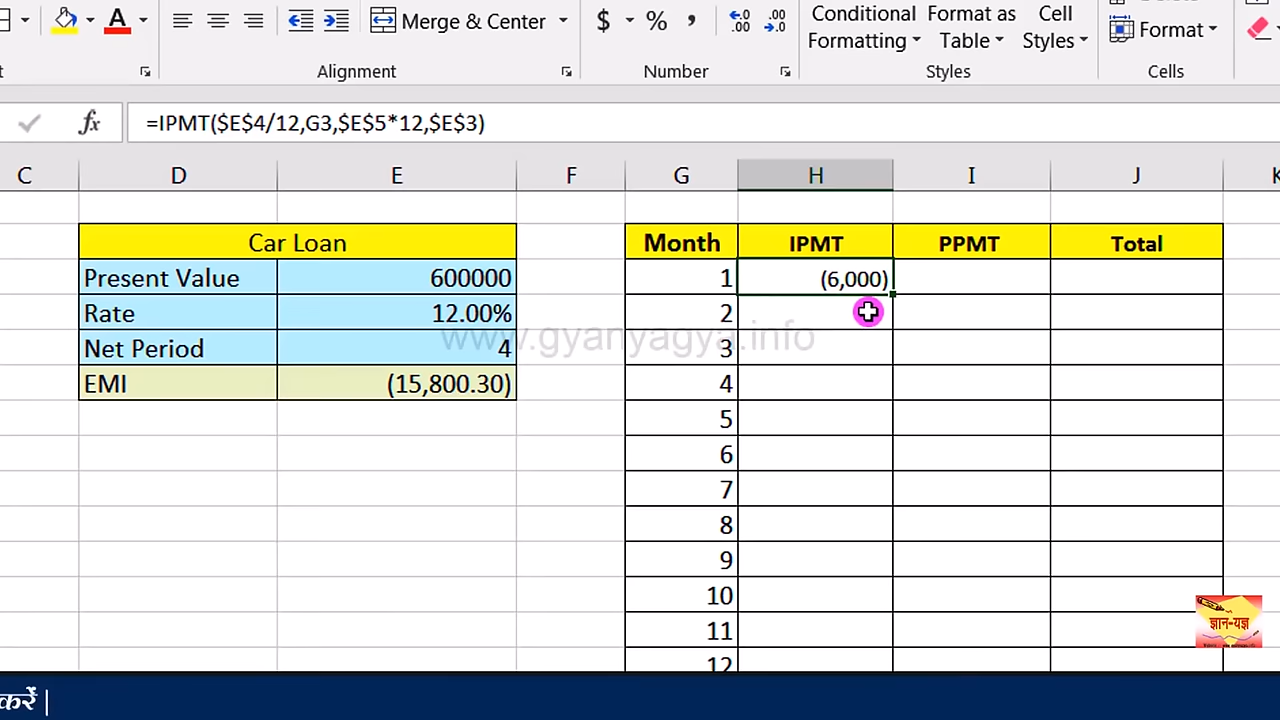 Merge & Center
$ % ,
Conditional Formatting
Format as Table
Cell Styles
Format
Alignment
Number
Styles
Cells
fx =IPMT($E$4/12,G3,$E$5*12,$E$3)
C D E F G H I J K
Car Loan
Present Value 600000
Rate 12.00%
Net Period 4
EMI (15,800.30)
Month IPMT PPMT Total
1 (6,000)
2
3
4
5
6
7
8
9
10
11
12
www.gyanyagya.info
ज्ञान-यज्ञ
करें |